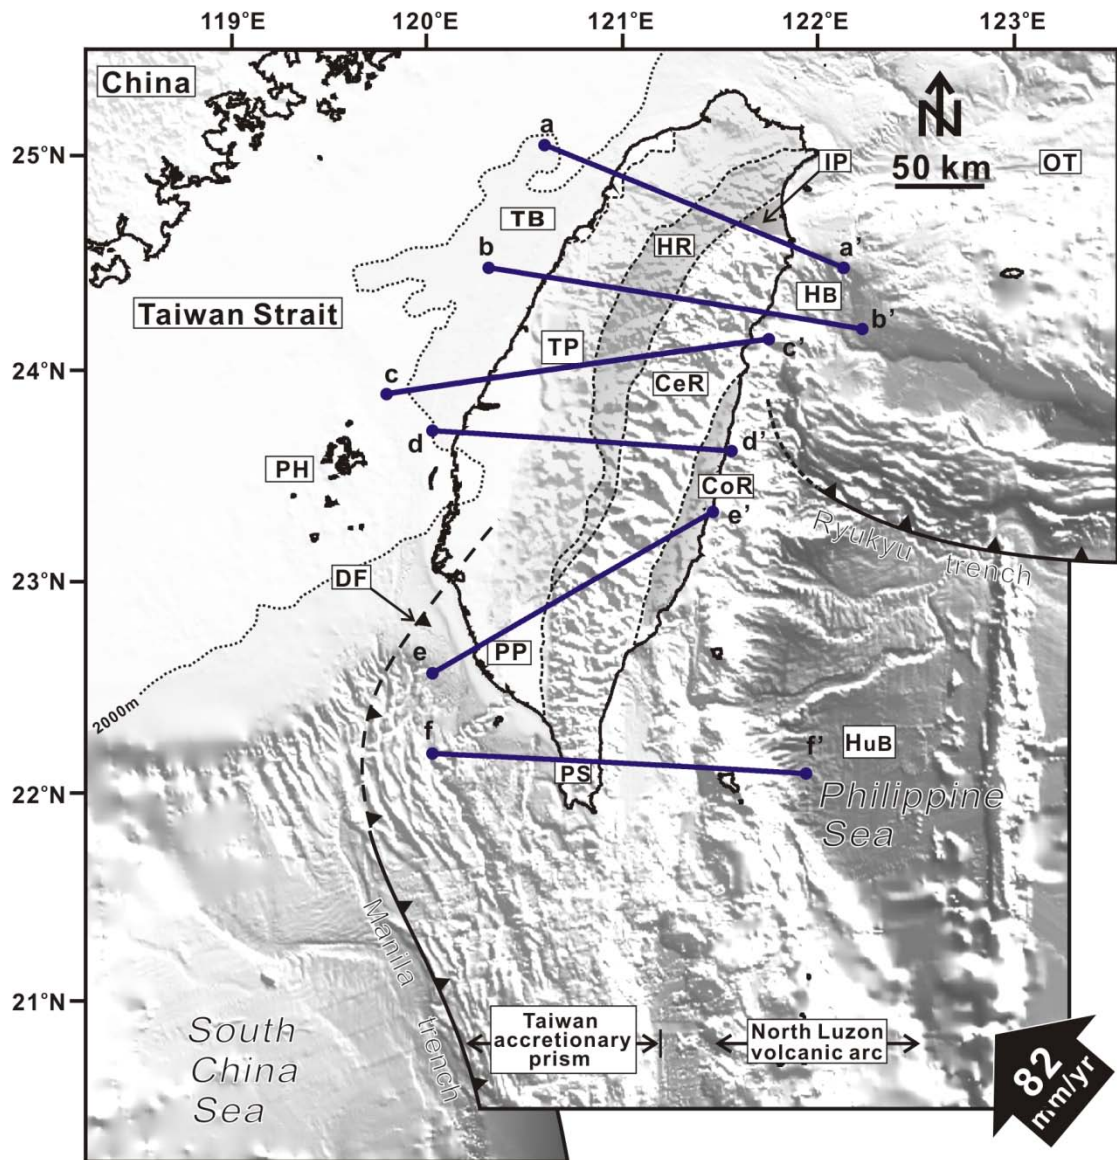 119°E
120°E
121°E
122°E
123°E
China
a
N
50 km
IP
OT
25°N
TB
HR
b
a'
HB
Taiwan Strait
b'
TP
c'
24°N
c
CeR
d
d'
PH
CoR
e'
Ryukyu trench
23°N
DF
e
PP
2000m
f
f'
HuB
PS
22°N
Philippine
Sea
Manila trench
21°N
South
China
Sea
Taiwan
accretionary
prism
North Luzon
volcanic arc
82
mm/yr